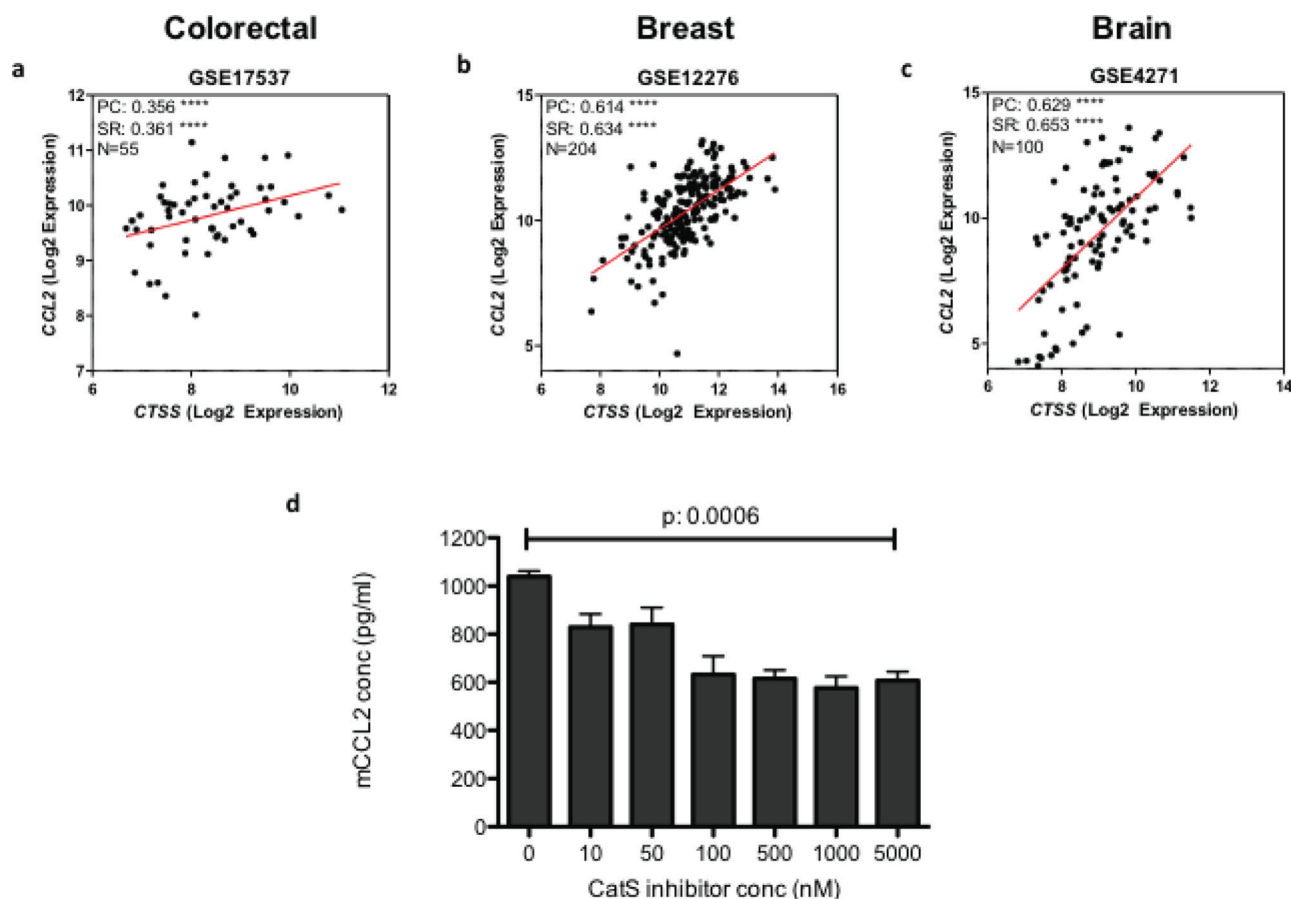 Colorectal
Breast
Brain
a
GSE17537
PC: 0.356 ****
SR: 0.361 ****
N=55
12
11
10
9
8
7
6
8
10
12
CCL2 (Log2 Expression)
CTSS (Log2 Expression)
b
GSE12276
PC: 0.614 ****
SR: 0.634 ****
N=204
15
10
5
6
8
10
12
14
16
CCL2 (Log2 Expression)
CTSS (Log2 Expression)
c
GSE4271
PC: 0.629 ****
SR: 0.653 ****
N=100
15
10
5
6
8
10
12
14
CCL2 (Log2 Expression)
CTSS (Log2 Expression)
d
p: 0.0006
1200
1000
800
600
400
200
0
mCCL2 conc (pg/ml)
0
10
50
100
500
1000
5000
CatS inhibitor conc (nM)